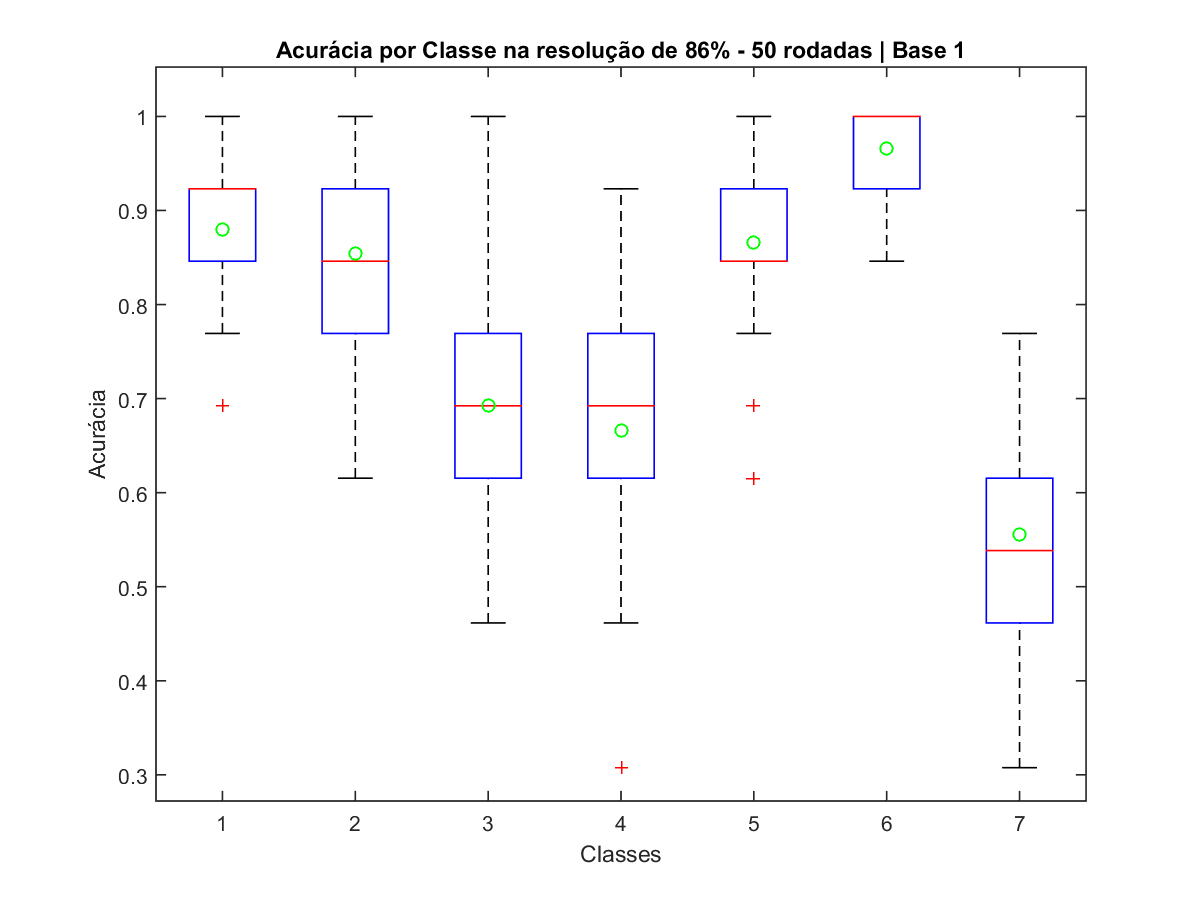 Acurácia por Classe na resolução de 86% - 50 rodadas | Base 1
1
0.9
0.8
0.7
0.6
0.5
0.4
0.3
Acurácia
1 2 3 4 5 6 7
Classes